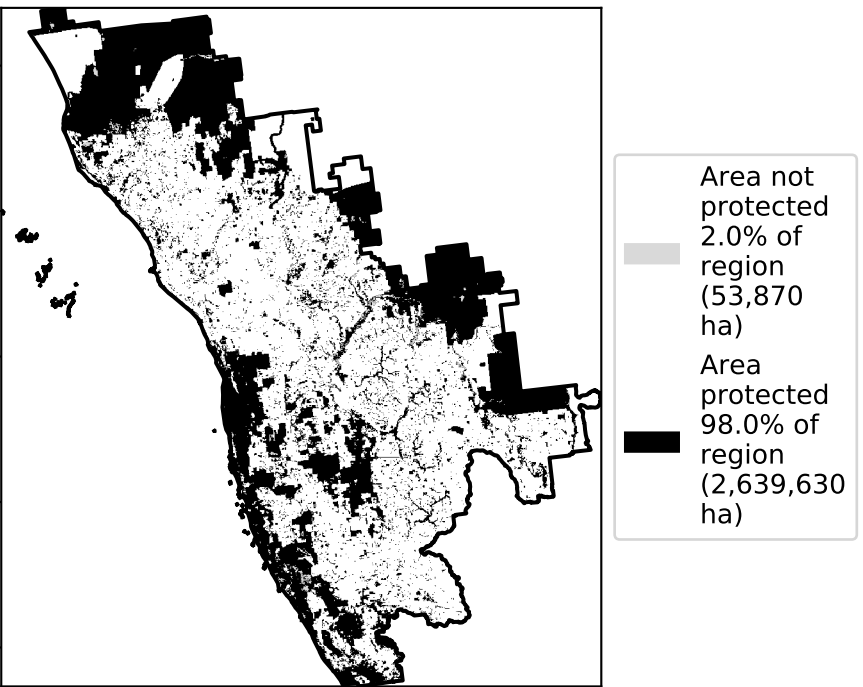 Area not
protected
2.0% of
region
(53,870
ha)
Area
protected
98.0% of
region
(2,639,630
ha)